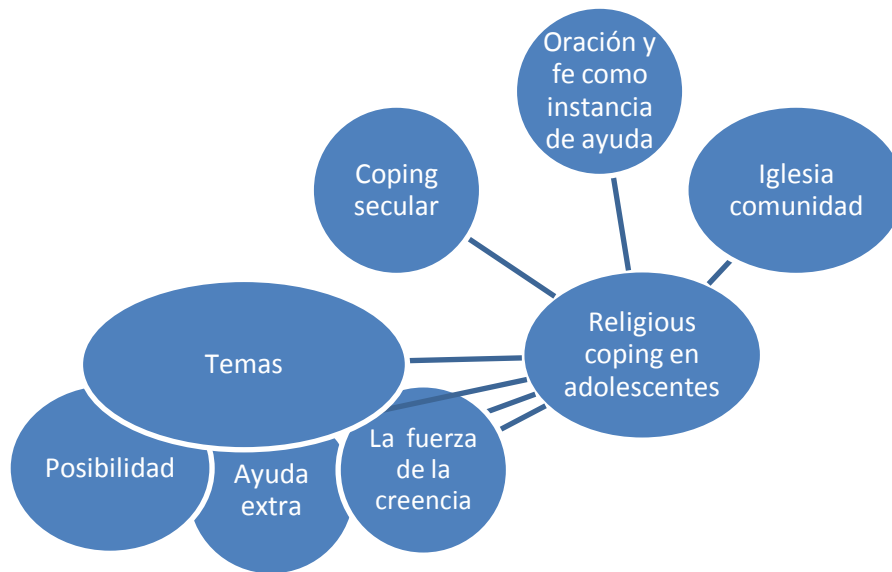 Oración y
fe como
instancia
de ayuda
Coping
secular
Iglesia
comunidad
Religious
coping en
adolescentes
Temas
Posibilidad
Ayuda
extra
La fuerza
de la
creencia